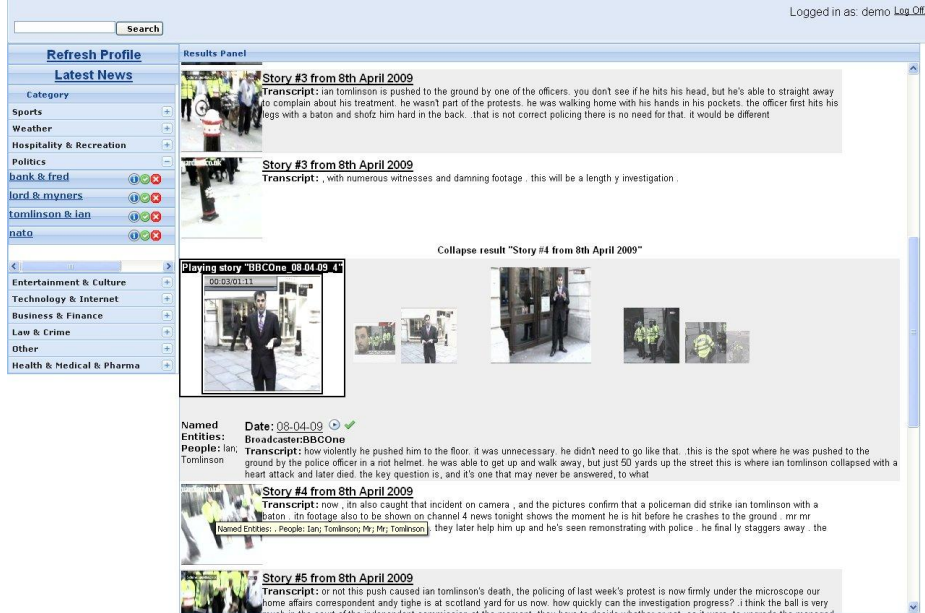 Logged in as: demo Log Off
Search
Refresh Profile
Latest News
Category
Sports
Weather
Hospitality & Recreation
Politics
bank & fred
lord & myners
tomlinson & ian
nato
Entertainment & Culture
Technology & Internet
Business & Finance
Law & Crime
Other
Health & Medical & Pharma
Results Panel
Story #3 from 8th April 2009
Transcript: ian tomlinson is pushed to the ground by one of the officers. you don't see if he hits his head, but he's able to straight away
to complain about his treatment. he wasn't part of the protests. he was walking home with his hands in his pockets. the officer first hits his
legs with a baton and shofz him hard in the back. .that is not correct policing there is no need for that. it would be different
Story #3 from 8th April 2009
Transcript: , with numerous witnesses and damning footage . this will be a length y investigation .
Collapse result "Story #4 from 8th April 2009"
Playing story "BBCOne_08-04-09_4"
00:03/01:11
Named Entities:
People: Ian;
Tomlinson
Date: 08-04-09
Broadcaster:BBCOne
Transcript: how violently he pushed him to the floor. it was unnecessary. he didn't need to go like that. .this is the spot where he was pushed to the
ground by the police officer in a riot helmet. he was able to get up and walk away, but just 50 yards up the street this is where ian tomlinson collapsed with a
heart attack and later died. the key question is, and it's one that may never be answered, to what
Story #4 from 8th April 2009
Transcript: now , itn also caught that incident on camera , and the pictures confirm that a policeman did strike ian tomlinson with a
baton . itn footage also to be shown on channel 4 news tonight shows the moment he is hit before he crashes to the ground . mr mr
Named Entities: . People: Ian; Tomlinson; Mr; Mr; Tomlinson
. they later help him up and he's seen remonstrating with police . he final ly staggers away . the
Story #5 from 8th April 2009
Transcript: or not this push caused ian tomlinson's death, the policing of last week's protest is now firmly under the microscope our
home affairs correspondent andy tighe is at scotland yard for us now. how quickly can the investigation progress? .i think the ball is very